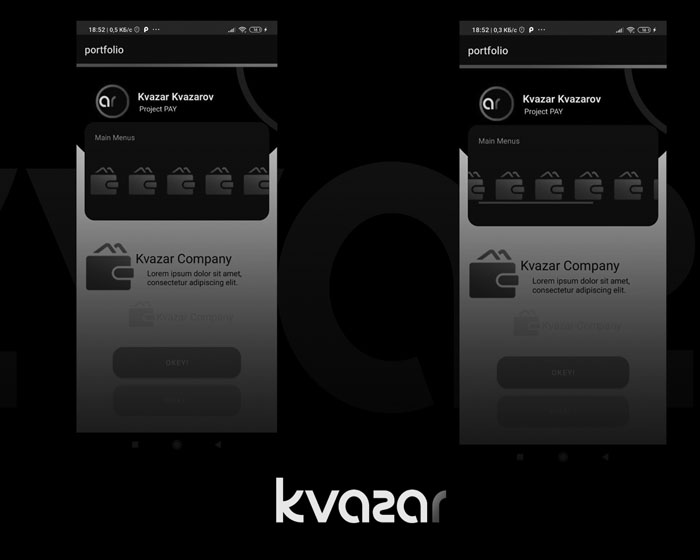 18:52 | 0,5 КБ/с
portfolio
ar
Kvazar Kvazarov
Project PAY
Main Menus
Kvazar Company
Lorem ipsum dolor sit amet,
consectetur adipiscing elit.
Kvazar Company
OKEY!
18:52 | 0,3 КБ/с
portfolio
ar
Kvazar Kvazarov
Project PAY
Main Menus
Kvazar Company
Lorem ipsum dolor sit amet,
consectetur adipiscing elit.
Kvazar Company
OKEY!
kvazar